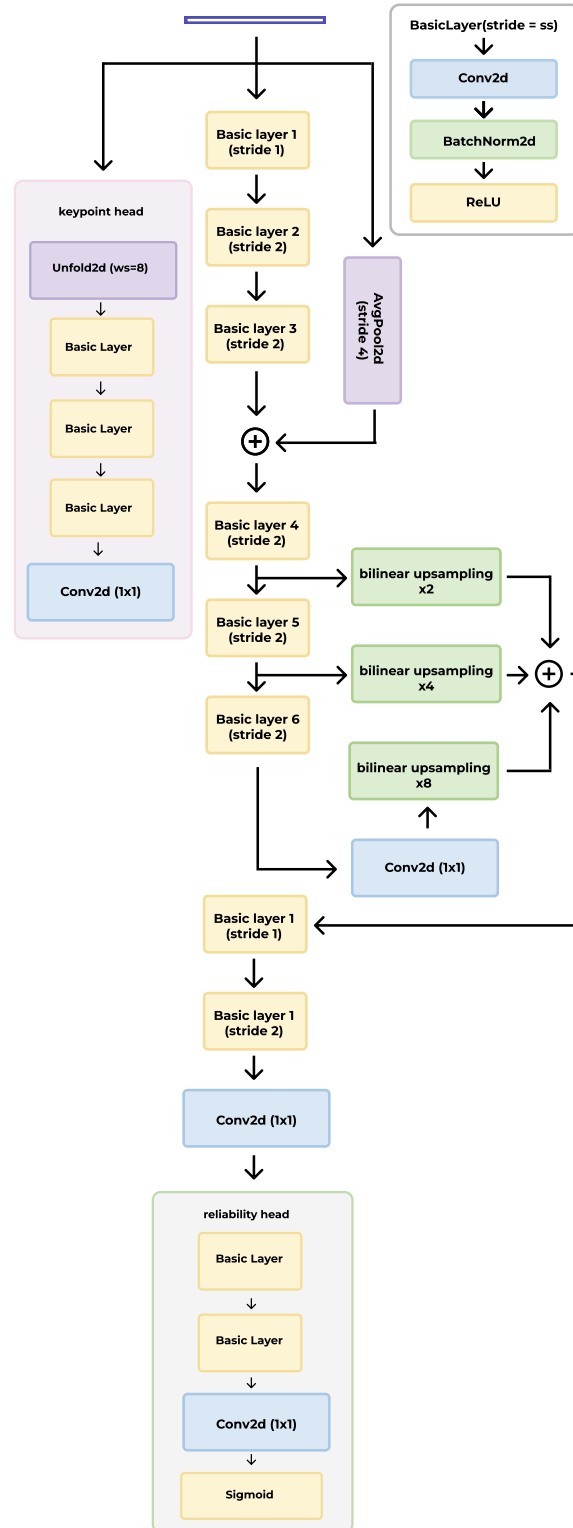 BasicLayer(stride = ss)
Conv2d
BatchNorm2d
ReLU
keypoint head
Unfold2d (ws=8)
Basic Layer
Basic Layer
Basic Layer
Conv2d (1x1)
Basic layer 1
(stride 1)
Basic layer 2
(stride 2)
Basic layer 3
(stride 2)
AvgPool2d
(stride 4)
Basic layer 4
(stride 2)
bilinear upsampling
x2
Basic layer 5
(stride 2)
bilinear upsampling
x4
Basic layer 6
(stride 2)
bilinear upsampling
x8
Conv2d (1x1)
Basic layer 1
(stride 1)
Basic layer 1
(stride 2)
Conv2d (1x1)
reliability head
Basic Layer
Basic Layer
Conv2d (1x1)
Sigmoid